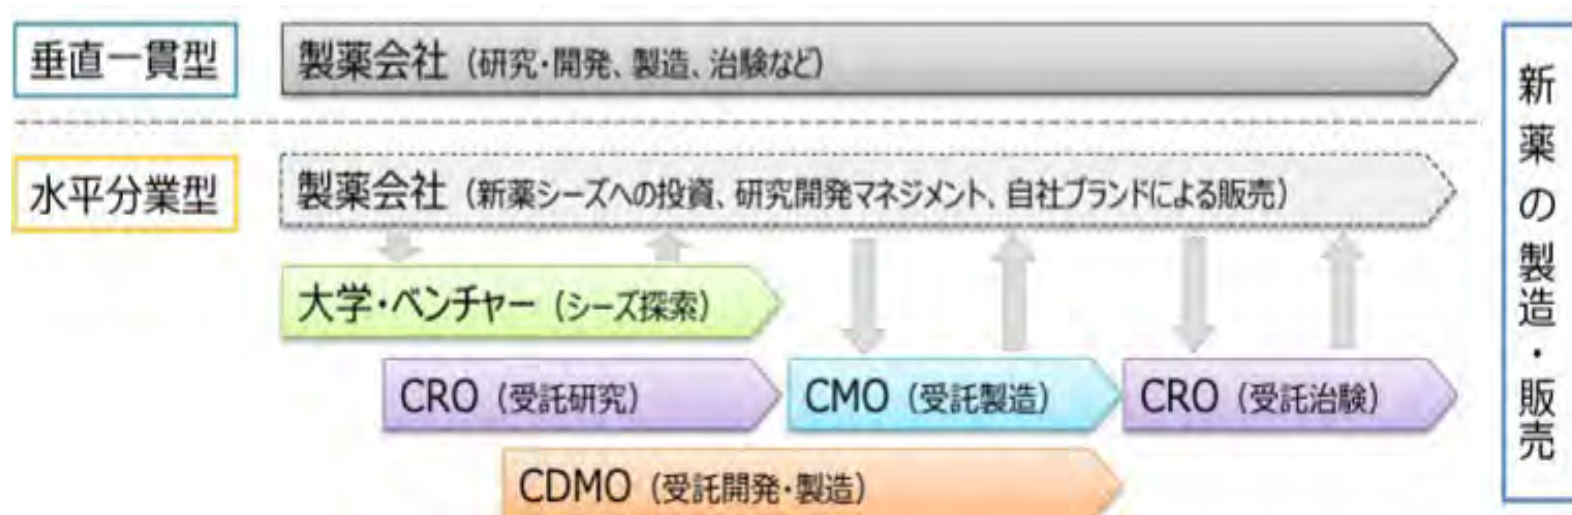 垂直一貫型
製薬会社（研究・開発、製造、治験など）
水平分業型
製薬会社（新薬シーズへの投資、研究開発マネジメント、自社ブランドによる販売）
大学・ベンチャー（シーズ探索）
CRO（受託研究）
CMO（受託製造）
CRO（受託治験）
CDMO（受託開発・製造）
新薬の製造・販売